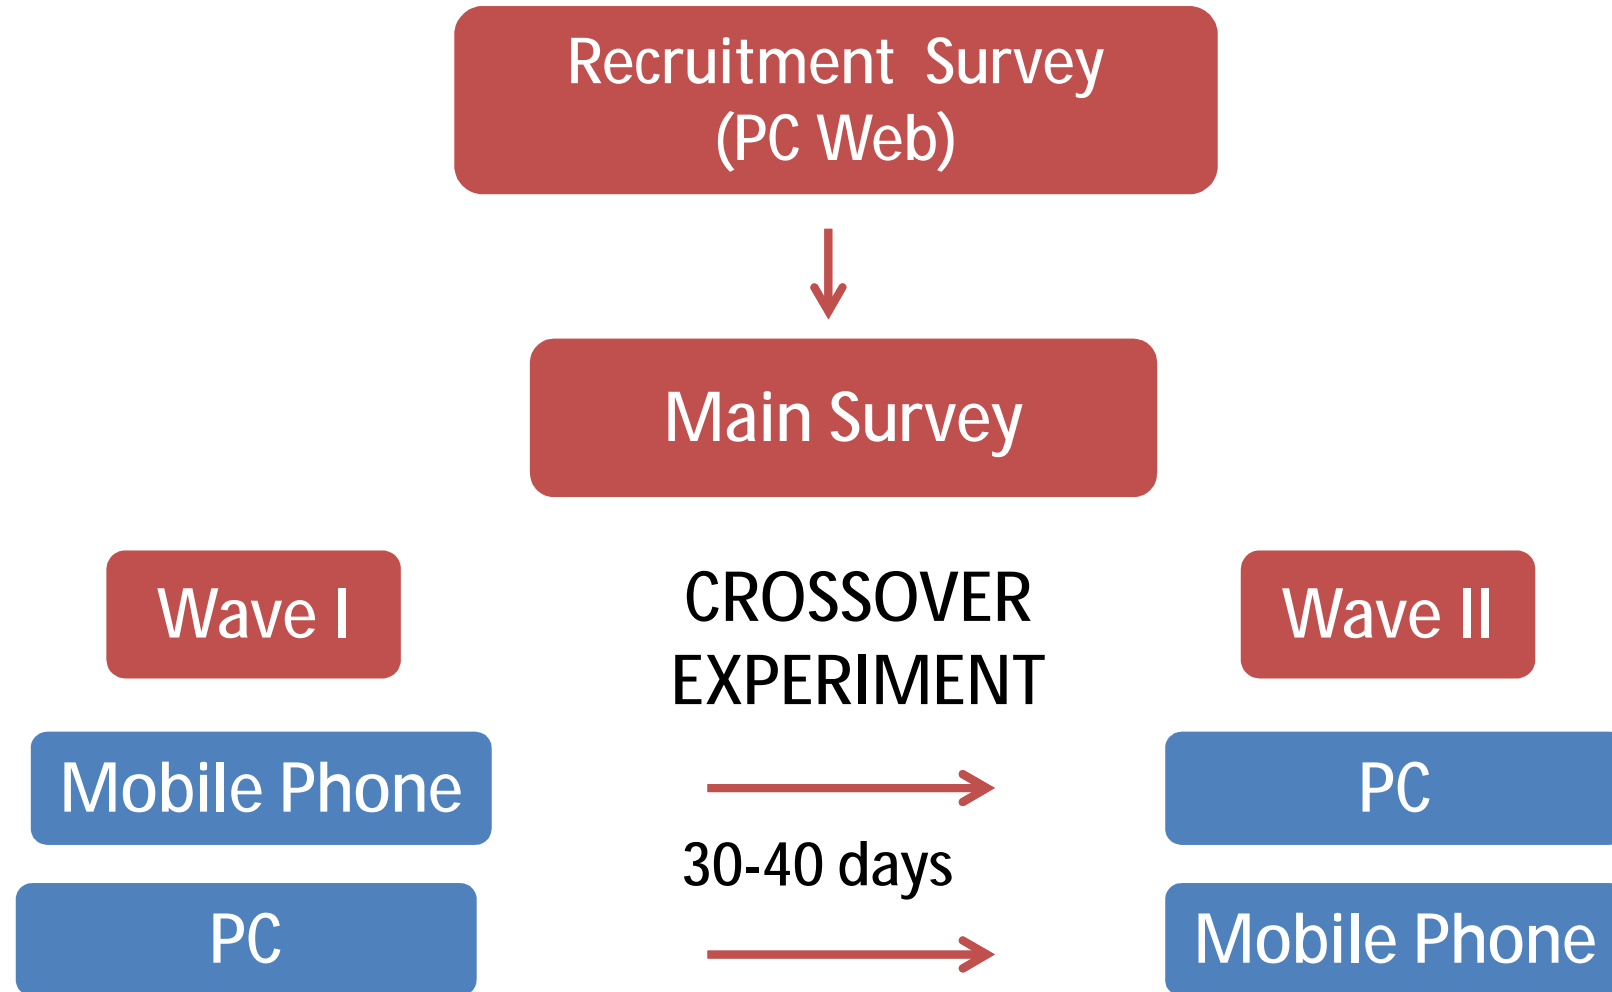 Recruitment Survey
(PC Web)
Main Survey
Wave I
CROSSOVER
EXPERIMENT
Wave II
Mobile Phone
PC
30-40 days
PC
Mobile Phone